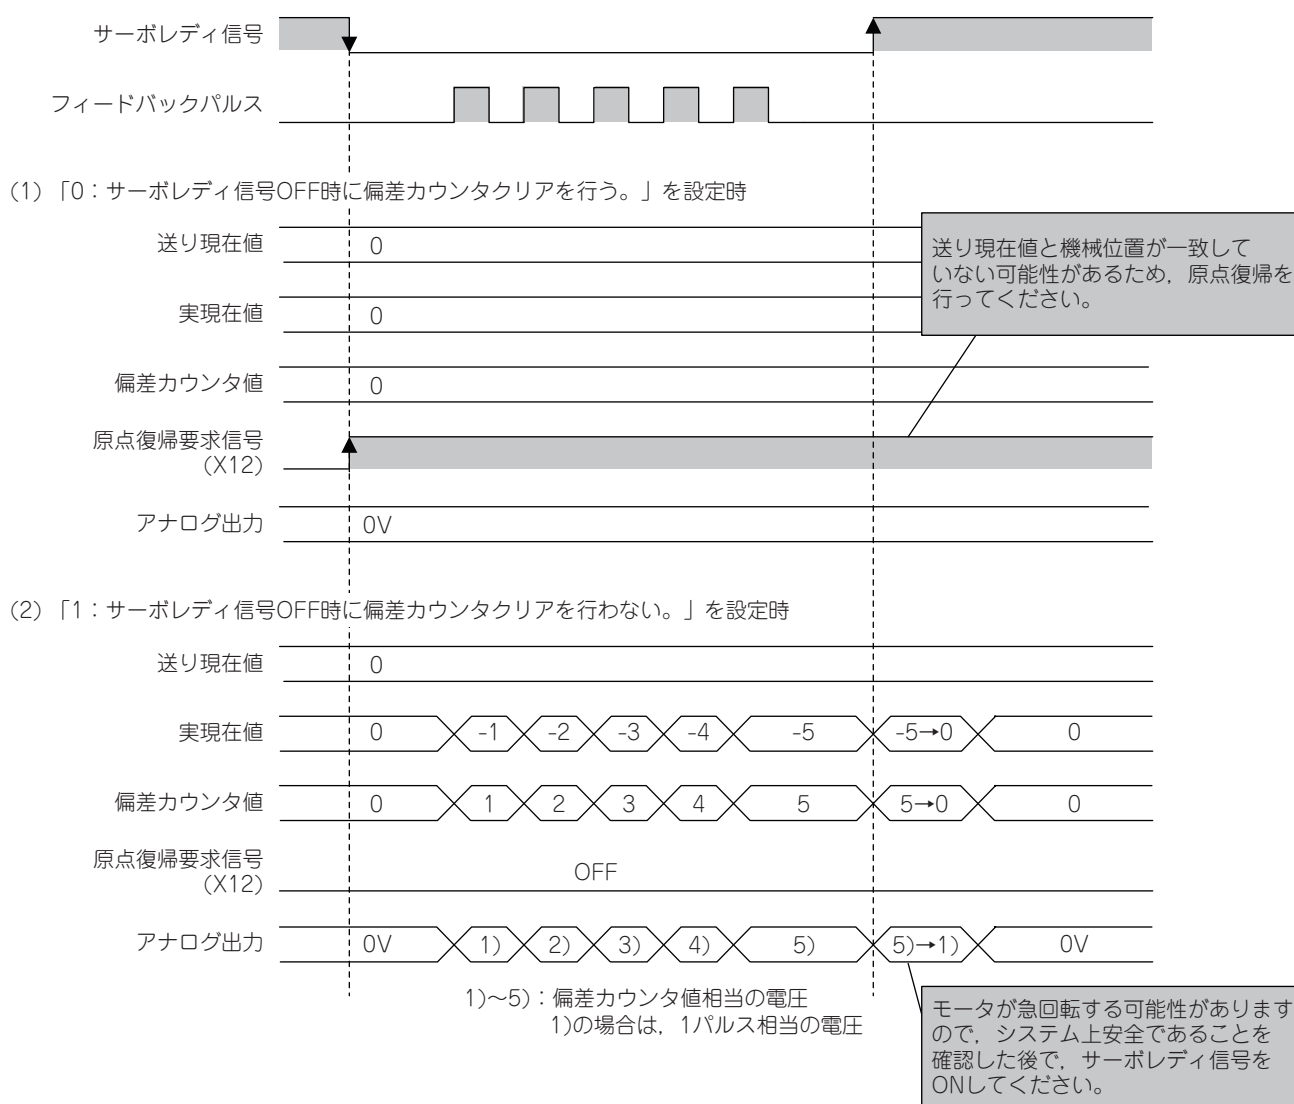 サーボレディ信号
フィードバックパルス
(1) 「0：サーボレディ信号OFF時に偏差カウンタクリアを行う。」を設定時
送り現在値
0
送り現在値と機械位置が一致して
いない可能性があるため，原点復帰を
行ってください。
実現在値
0
偏差カウンタ値
0
原点復帰要求信号
(X12)
アナログ出力
0V
(2) 「1：サーボレディ信号OFF時に偏差カウンタクリアを行わない。」を設定時
送り現在値
0
実現在値
0 -1 -2 -3 -4 -5 -5→0 0
偏差カウンタ値
0 1 2 3 4 5 5→0 0
原点復帰要求信号
(X12)
OFF
アナログ出力
0V 1) 2) 3) 4) 5) 5)→1) 0V
1)～5)：偏差カウンタ値相当の電圧
1)の場合は，1パルス相当の電圧
モータが急回転する可能性があります
ので，システム上安全であることを
確認した後で，サーボレディ信号を
ONしてください。